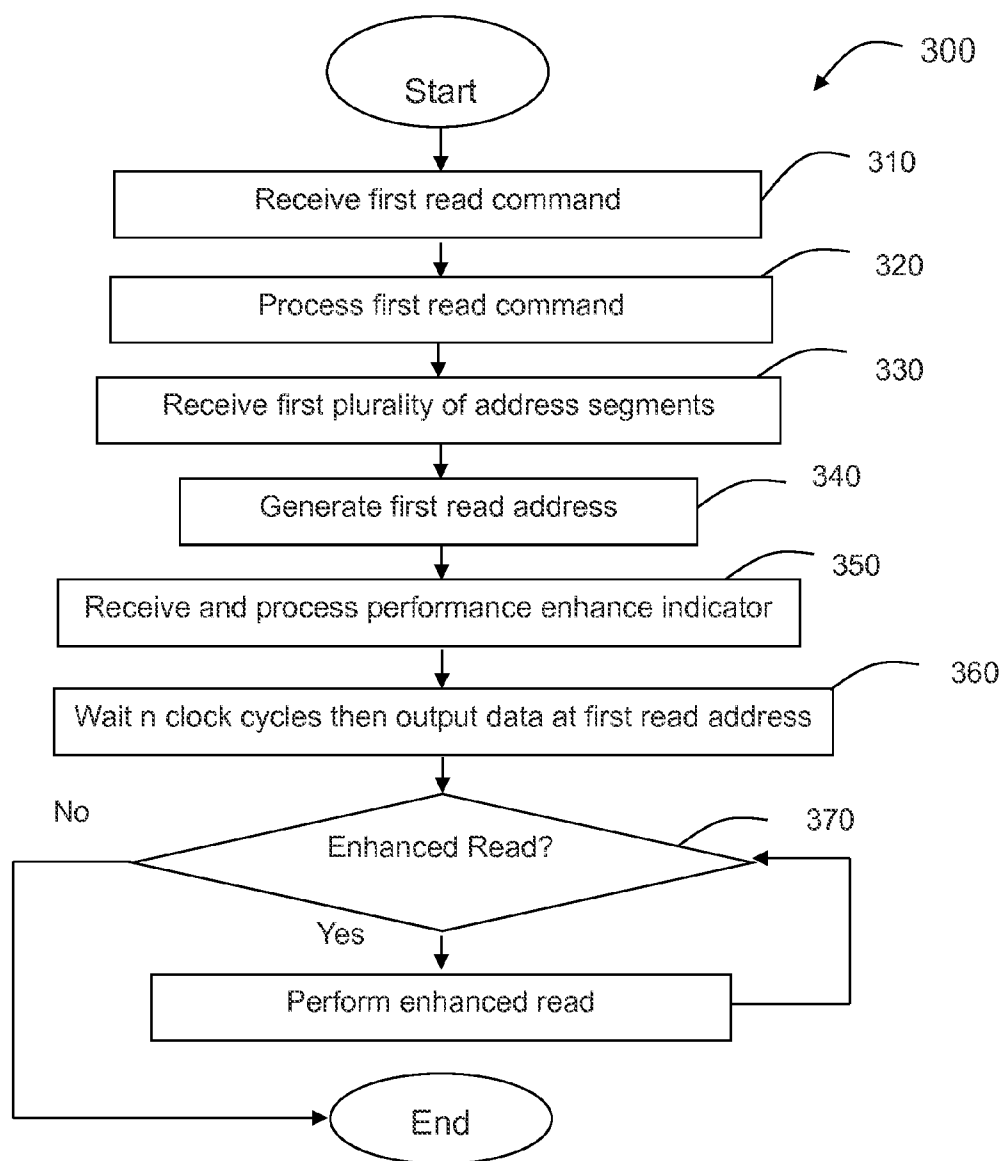 300
Start
310
Receive first read command
320
Process first read command
330
Receive first plurality of address segments
340
Generate first read address
350
Receive and process performance enhance indicator
360
Wait n clock cycles then output data at first read address
No
370
Enhanced Read?
Yes
Perform enhanced read
End